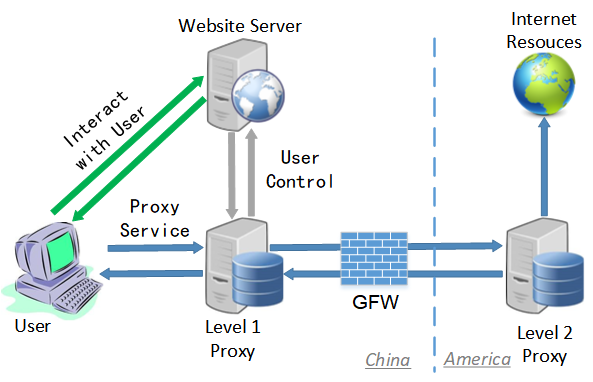 Website Server
Internet
Resouces
Interact
with User
User
Control
Proxy
Service
GFW
User
Level 1
Proxy
Level 2
Proxy
China
America